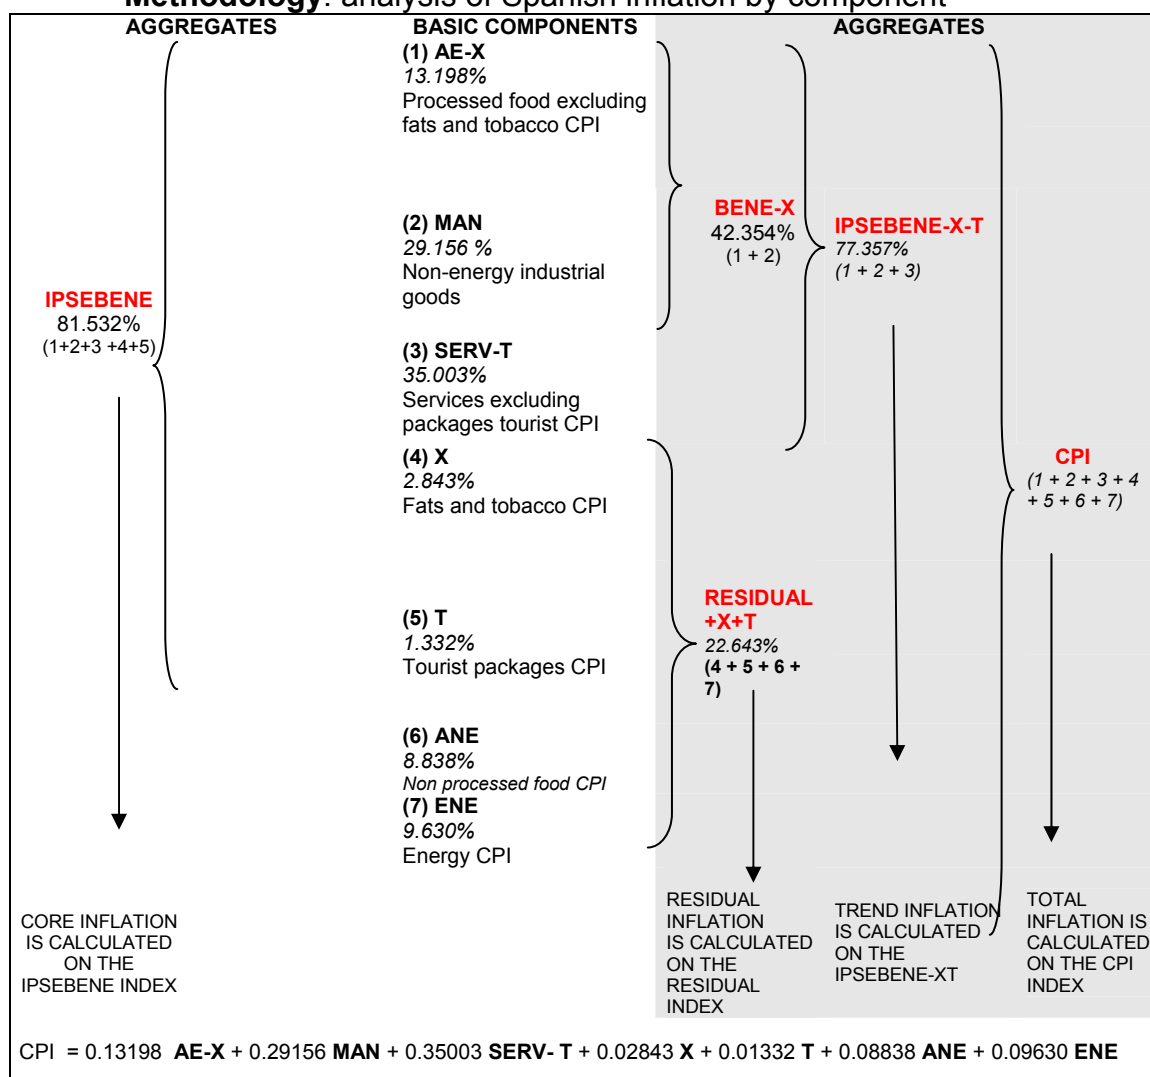 Methodology: analysis of Spanish inflation by component
AGGREGATES
BASIC COMPONENTS
AGGREGATES
IPSEBENE
81.532%
(1+2+3 +4+5)
(1) AE-X
13.198%
Processed food excluding
fats and tobacco CPI
(2) MAN
29.156 %
Non-energy industrial
goods
(3) SERV-T
35.003%
Services excluding
packages tourist CPI
(4) X
2.843%
Fats and tobacco CPI
(5) T
1.332%
Tourist packages CPI
(6) ANE
8.838%
Non processed food CPI
(7) ENE
9.630%
Energy CPI
BENE-X
42.354%
(1 + 2)
RESIDUAL
+X+T
22.643%
(4 + 5 + 6 +
7)
IPSEBENE-X-T
77.357%
(1 + 2 + 3)
CPI
(1 + 2 + 3 + 4
+ 5 + 6 + 7)
CORE INFLATION
IS CALCULATED
ON THE
IPSEBENE INDEX
RESIDUAL
INFLATION
IS CALCULATED
ON THE
RESIDUAL
INDEX
TREND INFLATION
IS CALCULATED
ON THE
IPSEBENE-XT
TOTAL
INFLATION IS
CALCULATED
ON THE CPI
INDEX
CPI = 0.13198 AE-X + 0.29156 MAN + 0.35003 SERV- T + 0.02843 X + 0.01332 T + 0.08838 ANE + 0.09630 ENE